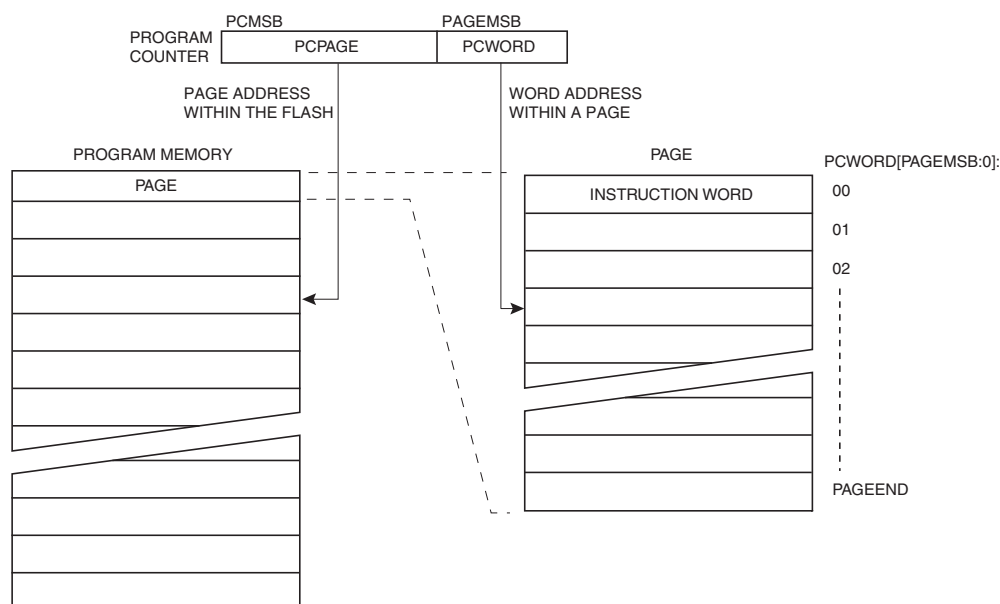 PCMSB
PAGEMSB
PROGRAM
COUNTER
PCPAGE
PCWORD
PAGE ADDRESS
WITHIN THE FLASH
WORD ADDRESS
WITHIN A PAGE
PROGRAM MEMORY
PAGE
PAGE
PCWORD[PAGEMSB:0]:
INSTRUCTION WORD
00
01
02
PAGEEND